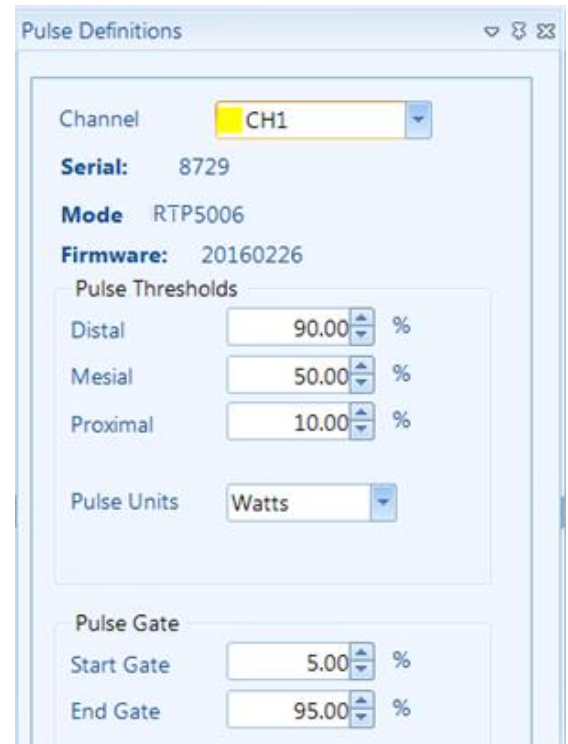 Pulse Definitions
Channel CH1
Serial: 8729
Mode RTP5006
Firmware: 20160226
Pulse Thresholds
Distal 90.00 %
Mesial 50.00 %
Proximal 10.00 %
Pulse Units Watts
Pulse Gate
Start Gate 5.00 %
End Gate 95.00 %